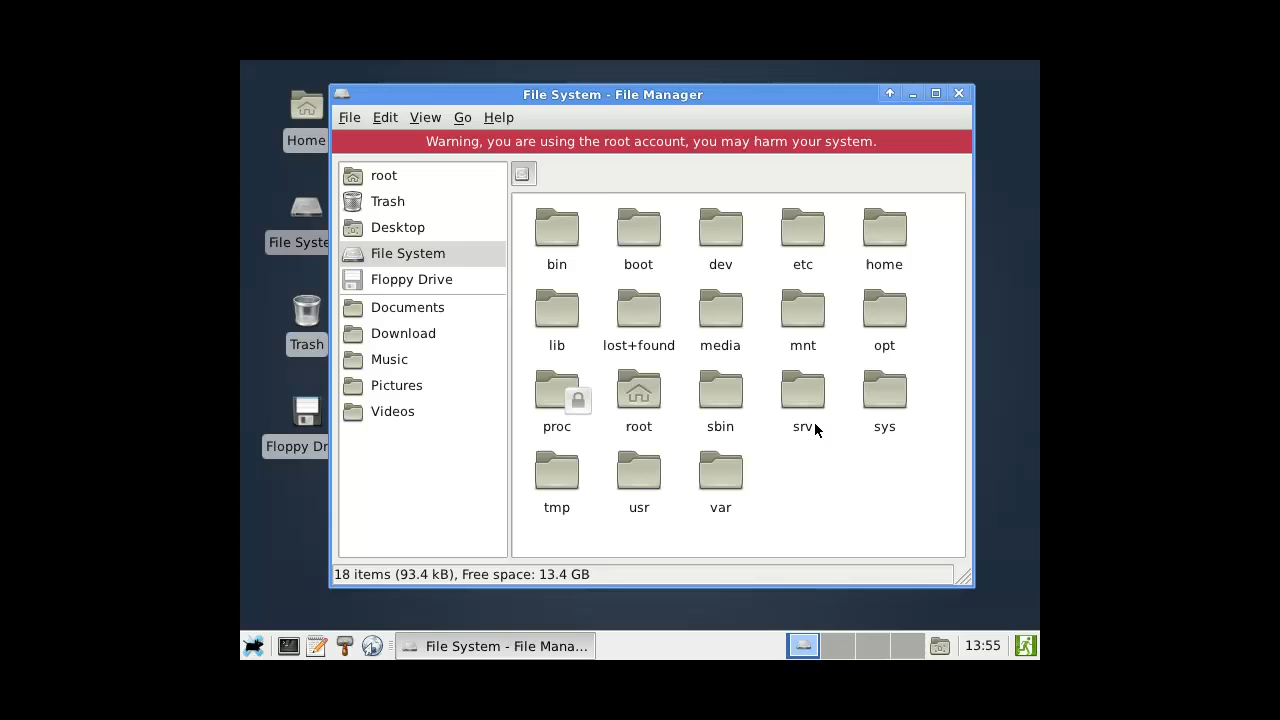 File System - File Manager
File Edit View Go Help
Warning, you are using the root account, you may harm your system.
Home
File Syste
Trash
Floppy Dr
root
Trash
Desktop
File System
Floppy Drive
Documents
Download
Music
Pictures
Videos
bin boot dev etc home
lib lost+found media mnt opt
proc root sbin srv sys
tmp usr var
18 items (93.4 kB), Free space: 13.4 GB
File System - File Mana...
13:55